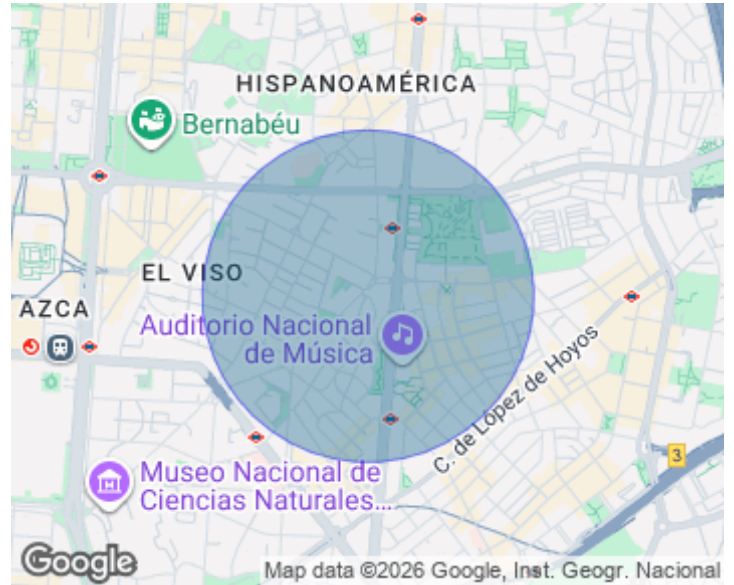 HISPANOAMÉRICA
Bernabéu
EL VISO
AZCA
Auditorio Nacional
de Música
C. de López de Hoyos
3
Museo Nacional de
Ciencias Naturales...
Google
Map data ©2026 Google, Inst. Geogr. Nacional